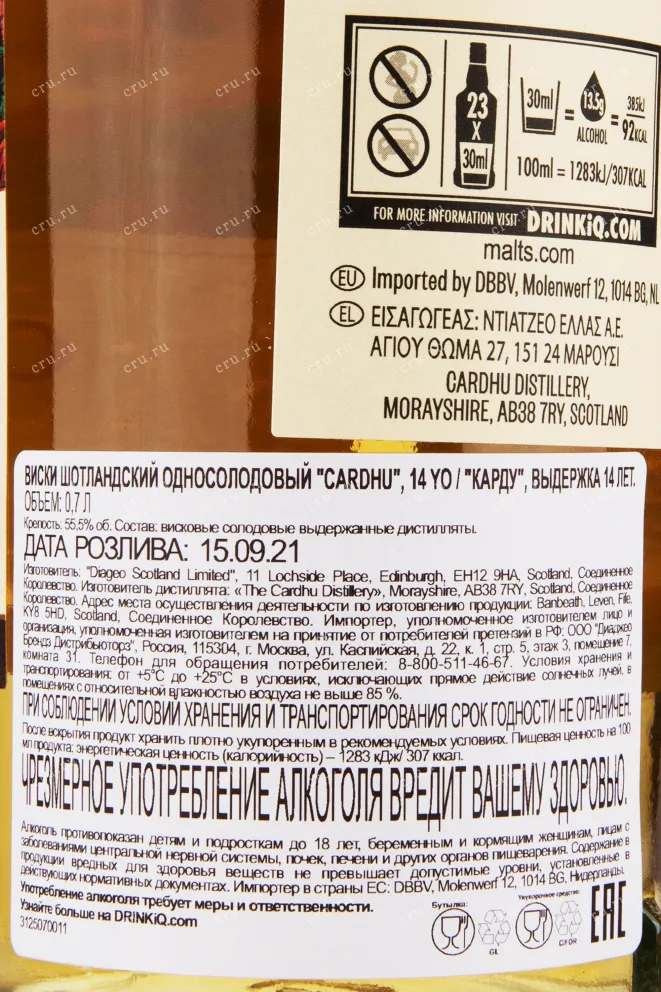 23
X
30ml
30ml
=
13.5g
ALCOHOL
=
385kJ
92KCAL
100ml = 1283kJ/307KCAL
FOR MORE INFORMATION VISIT DRINKiQ.COM
malts.com
EU Imported by DBBV, Molenwerf 12, 1014 BG, NL
EL ΕΙΣΑΓΩΓΕΑΣ: ΝΤΙΑΤΖΕΟ ΕΛΛΑΣ Α.Ε.
ΑΓΙΟΥ ΘΩΜΑ 27, 151 24 ΜΑΡΟΥΣΙ
CARDHU DISTILLERY,
MORAYSHIRE, AB38 7RY, SCOTLAND
ВИСКИ ШОТЛАНДСКИЙ ОДНОСОЛОДОВЫЙ "CARDHU", 14 YO / "КАРДУ", ВЫДЕРЖКА 14 ЛЕТ.
ОБЪЕМ: 0,7 Л
Крепость: 55,5% об. Состав: висковые солодовые выдержанные дистилляты.
ДАТА РОЗЛИВА: 15.09.21
Изготовитель: "Diageo Scotland Limited", 11 Lochside Place, Edinburgh, EH12 9HA, Scotland, Соединенное
Королевство. Изготовитель дистиллята: «The Cardhu Distillery», Morayshire, AB38 7RY, Scotland, Соединенное
Королевство. Адрес места осуществления деятельности по изготовлению продукции: Banbeath, Leven, Fife,
KY8 5HD, Scotland, Соединенное Королевство. Импортер, уполномоченное изготовителем лицо и
организация, уполномоченная изготовителем на принятие от потребителей претензий в РФ: ООО "Диаджео
Брендз Дистрибьюторз", Россия, 115304, г. Москва, ул. Каспийская, д. 22, к. 1, стр. 5, этаж 3, помещение 7,
комната 31. Телефон для обращения потребителей: 8-800-511-46-67. Условия хранения и
транспортирования: от +5°C до +25°C в условиях, исключающих прямое действие солнечных лучей, в
помещениях с относительной влажностью воздуха не выше 85 %.
ПРИ СОБЛЮДЕНИИ УСЛОВИЙ ХРАНЕНИЯ И ТРАНСПОРТИРОВАНИЯ СРОК ГОДНОСТИ НЕ ОГРАНИЧЕН.
После вскрытия продукт хранить плотно укупоренным в рекомендуемых условиях. Пищевая ценность на 100
мл продукта: энергетическая ценность (калорийность) – 1283 кДж/ 307 ккал.
ЧРЕЗМЕРНОЕ УПОТРЕБЛЕНИЕ АЛКОГОЛЯ ВРЕДИТ ВАШЕМУ ЗДОРОВЬЮ.
Алкоголь противопоказан детям и подросткам до 18 лет, беременным и кормящим женщинам, лицам с
заболеваниями центральной нервной системы, почек, печени и других органов пищеварения. Содержание в
продукции вредных для здоровья веществ не превышает допустимые уровни, установленные в
действующих нормативных документах. Импортер в страны ЕС: DBBV, Molenwerf 12, 1014 BG, Нидерланды.
Употребление алкоголя требует меры и ответственности.
Узнайте больше на DRINKiQ.com
3125070011
Бутылка:
GL
Укупорочное средство:
C/FOR
EAC
cru.ru